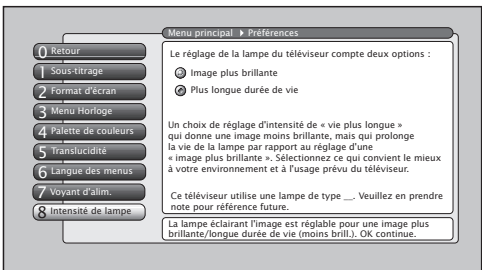 Menu principal ▶ Préférences
0 Retour
1 Sous-titrage
2 Format d'écran
3 Menu Horloge
4 Palette de couleurs
5 Translucidité
6 Langue des menus
7 Voyant d'alim.
8 Intensité de lampe
Le réglage de la lampe du téléviseur compte deux options :
Image plus brillante
Plus longue durée de vie
Un choix de réglage d'intensité de « vie plus longue »
qui donne une image moins brillante, mais qui prolonge
la vie de la lampe par rapport au réglage d'une
« image plus brillante ». Sélectionnez ce qui convient le mieux
à votre environnement et à l'usage prévu du téléviseur.
Ce téléviseur utilise une lampe de type __. Veuillez en prendre
note pour référence future.
La lampe éclairant l'image est réglable pour une image plus
brillante/longue durée de vie (moins brill.). OK continue.